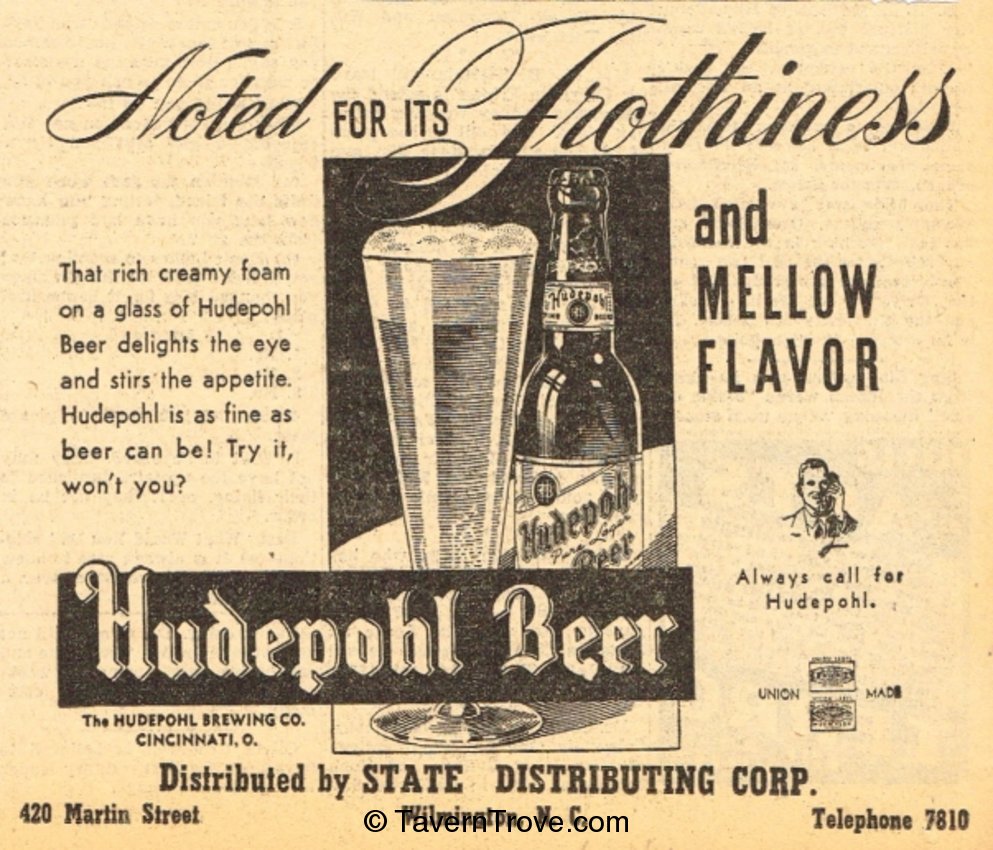 Noted FOR ITS Frothiness
and
MELLOW
FLAVOR
That rich creamy foam
on a glass of Hudepohl
Beer delights the eye
and stirs the appetite.
Hudepohl is as fine as
beer can be! Try it,
won't you?
Hudepohl
Hudepohl
Pure Lager
Beer
Always call for
Hudepohl.
Hudepohl Beer
UNION MADE
The HUDEPOHL BREWING CO.
CINCINNATI, O.
Distributed by STATE DISTRIBUTING CORP.
420 Martin Street Wilmington, N. C. Telephone 7810
© TavernTrove.com